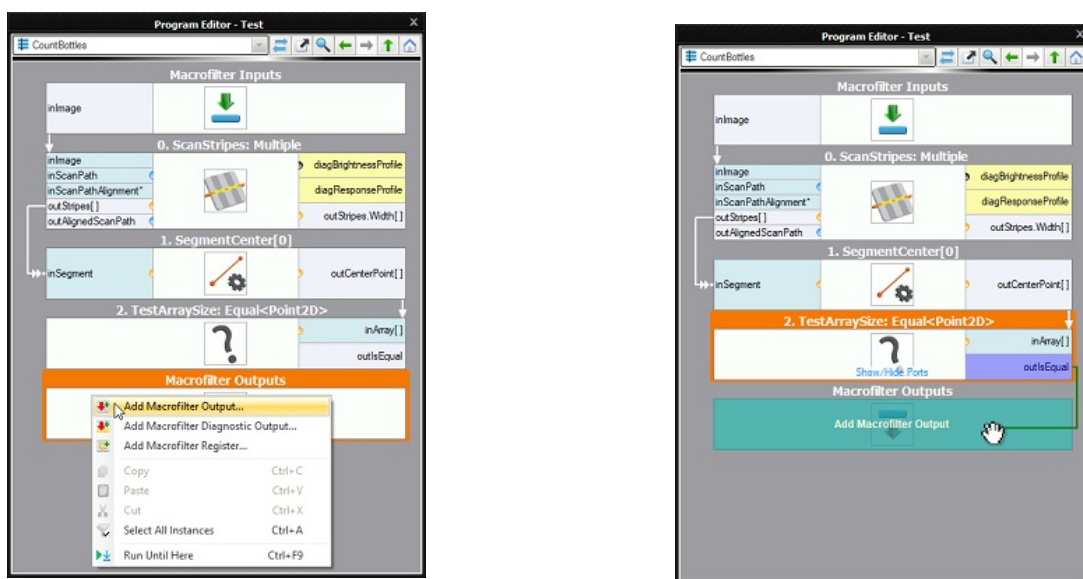 Program Editor - Test
x
CountBottles
Macrofilter Inputs
inImage
0. ScanStripes: Multiple
inImage
inScanPath
inScanPathAlignment*
outStripes[]
outAlignedScanPath
diagBrightnessProfile
diagResponseProfile
outStripes.Width[]
1. SegmentCenter[0]
inSegment
outCenterPoint[]
2. TestArraySize: Equal<Point2D>
inArray[]
outIsEqual
Macrofilter Outputs
Add Macrofilter Output...
Add Macrofilter Diagnostic Output...
Add Macrofilter Register...
Copy Ctrl+C
Paste Ctrl+V
Cut Ctrl+X
Select All Instances Ctrl+A
Run Until Here Ctrl+F9
Program Editor - Test
x
CountBottles
Macrofilter Inputs
inImage
0. ScanStripes: Multiple
inImage
inScanPath
inScanPathAlignment*
outStripes[]
outAlignedScanPath
diagBrightnessProfile
diagResponseProfile
outStripes.Width[]
1. SegmentCenter[0]
inSegment
outCenterPoint[]
2. TestArraySize: Equal<Point2D>
inArray[]
Show/Hide Ports
outIsEqual
Macrofilter Outputs
Add Macrofilter Output